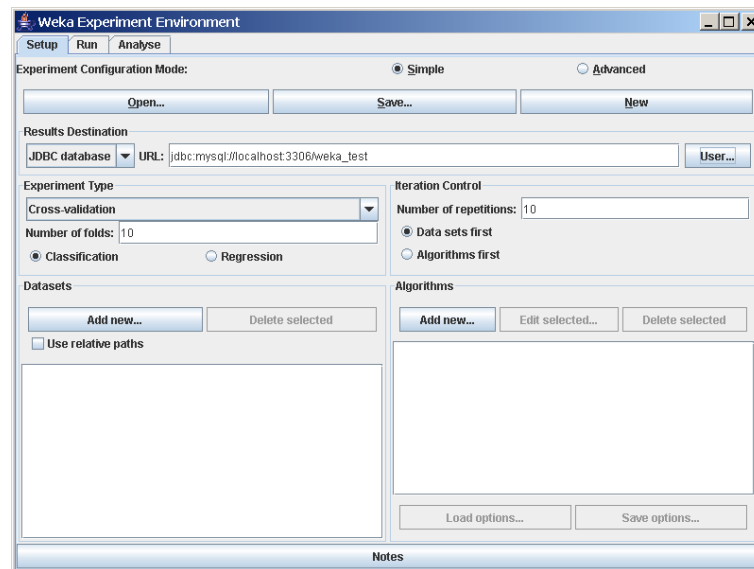 Weka Experiment Environment
Setup Run Analyse
Experiment Configuration Mode: Simple Advanced
Open... Save... New
Results Destination
JDBC database URL: jdbc:mysql://localhost:3306/weka_test User...
Experiment Type Iteration Control
Cross-validation Number of repetitions: 10
Number of folds: 10 Data sets first
Classification Regression Algorithms first
Datasets Algorithms
Add new... Delete selected Add new... Edit selected... Delete selected
Use relative paths
Load options... Save options...
Notes